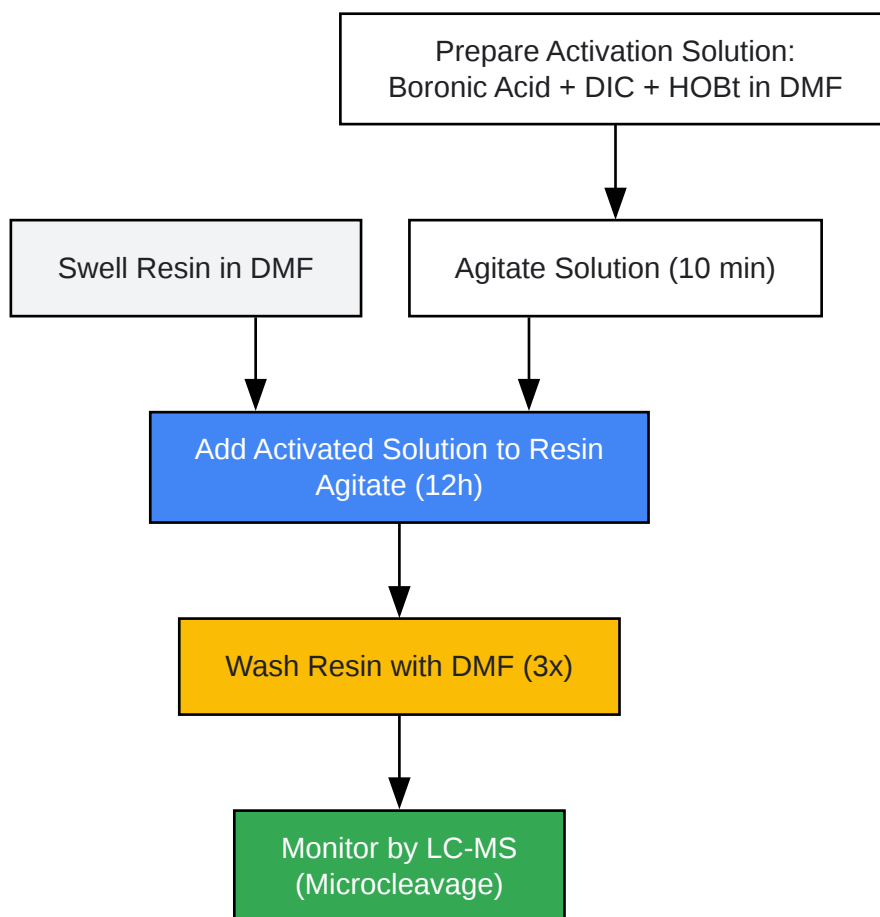 Prepare Activation Solution:
Boronic Acid + DIC + HOBt in DMF
Swell Resin in DMF
Agitate Solution (10 min)
Add Activated Solution to Resin
Agitate (12h)
Wash Resin with DMF (3x)
Monitor by LC-MS
(Microcleavage)